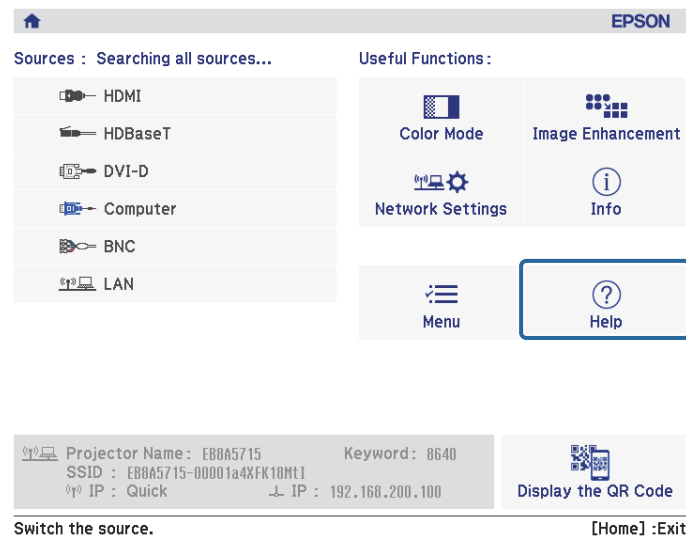 EPSON
Sources : Searching all sources...
HDMI
HDBaseT
DVI-D
Computer
BNC
LAN
Useful Functions :
Color Mode
Image Enhancement
Network Settings
Info
Menu
Help
Projector Name : EB8A5715 Keyword : 8640
SSID : EB8A5715-00001a4XFK18MtI
IP : Quick IP : 192.168.200.100
Display the QR Code
Switch the source. [Home] :Exit